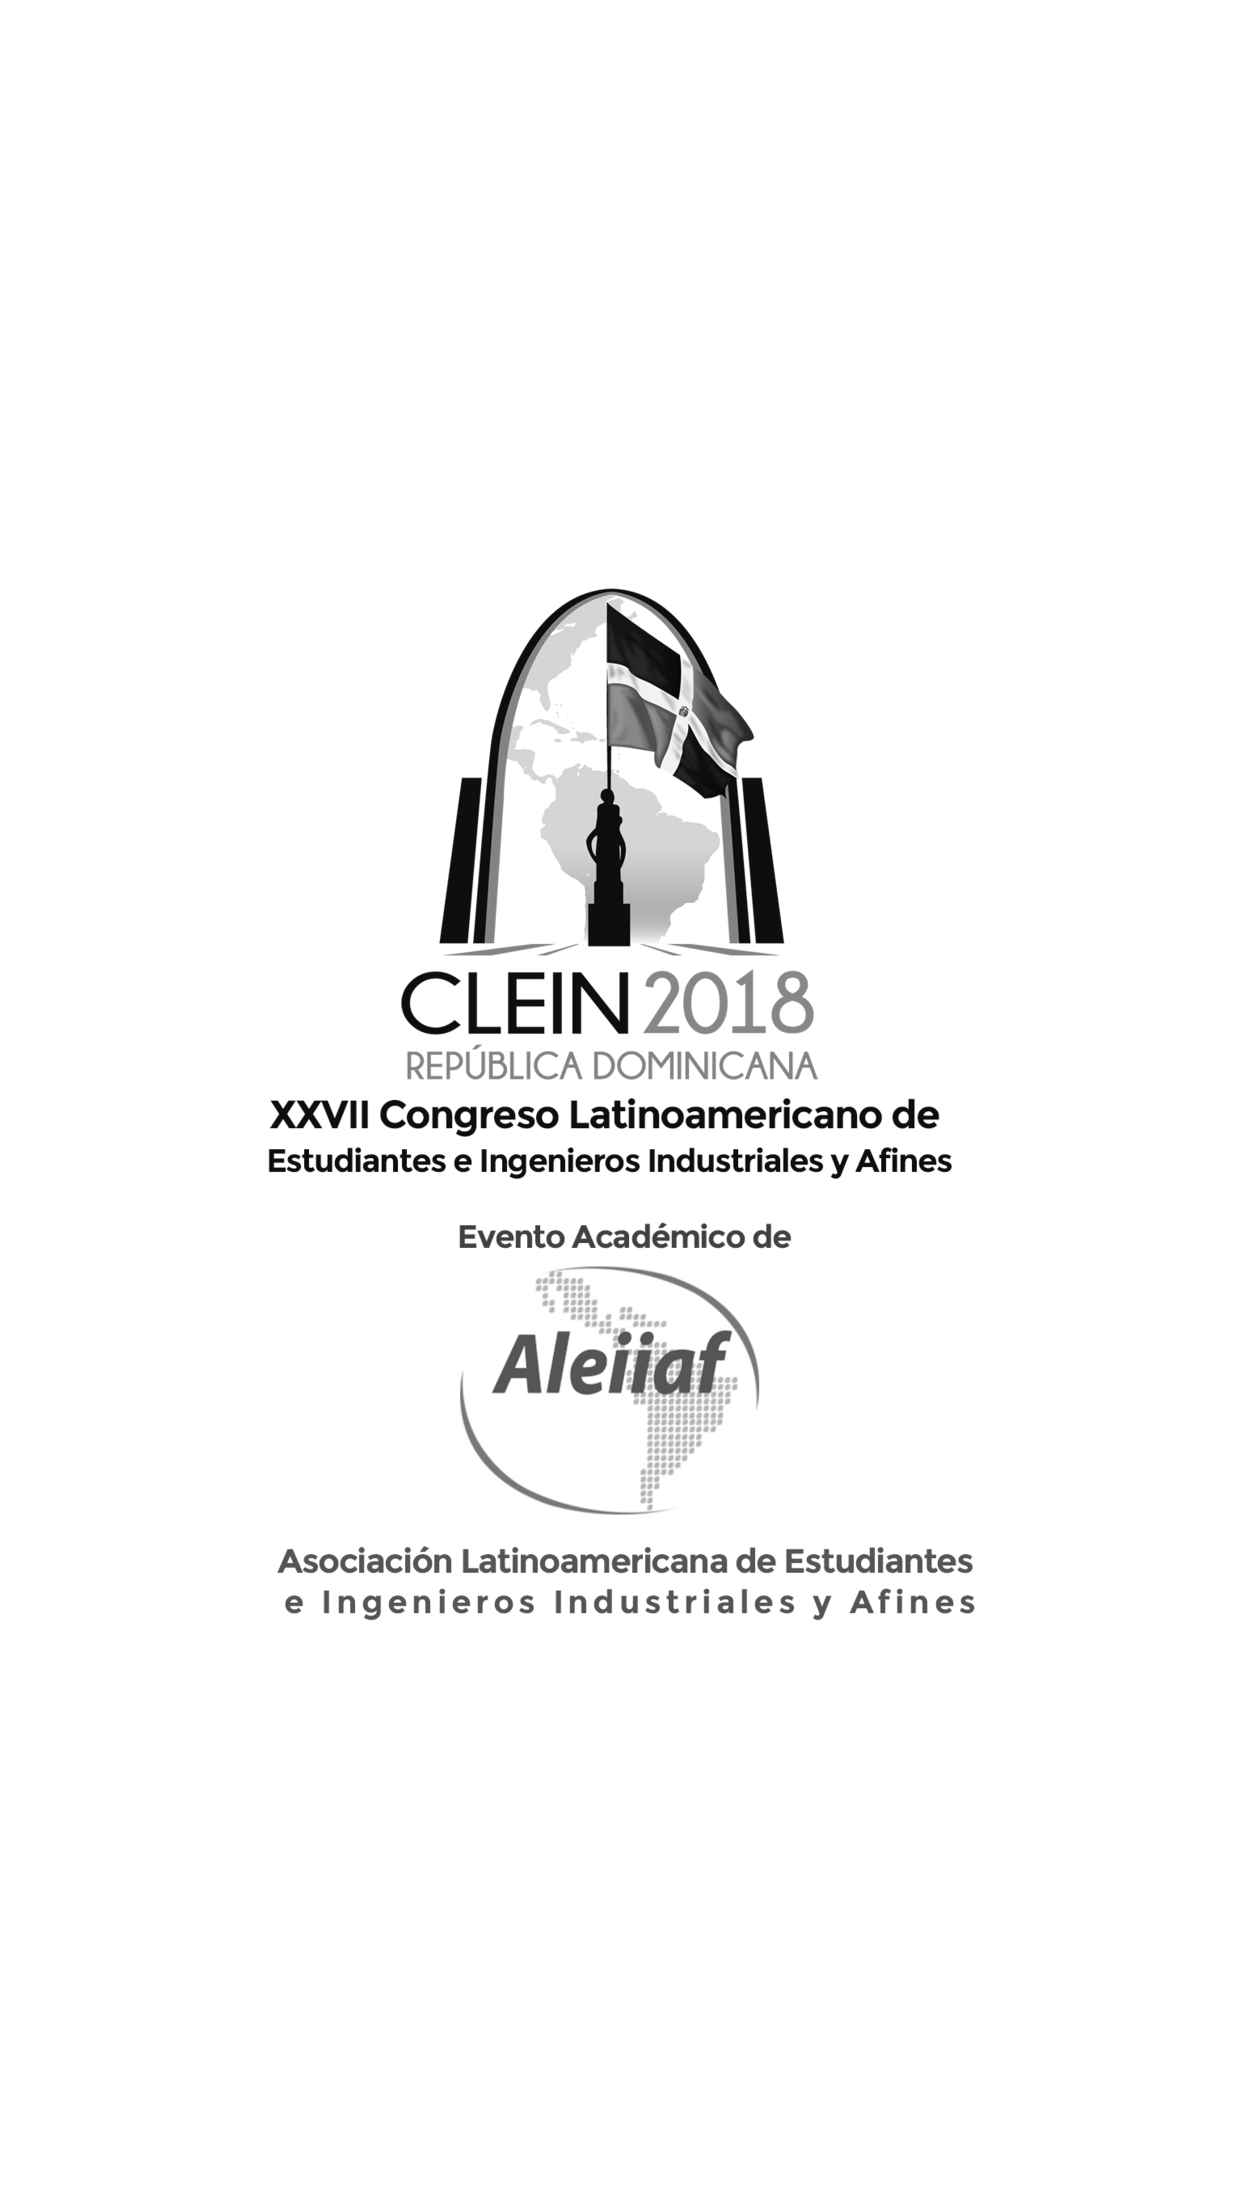 CLEIN 2018
REPÚBLICA DOMINICANA
XXVII Congreso Latinoamericano de
Estudiantes e Ingenieros Industriales y Afines
Evento Académico de
Aleiiaf
Asociación Latinoamericana de Estudiantes
e Ingenieros Industriales y Afines